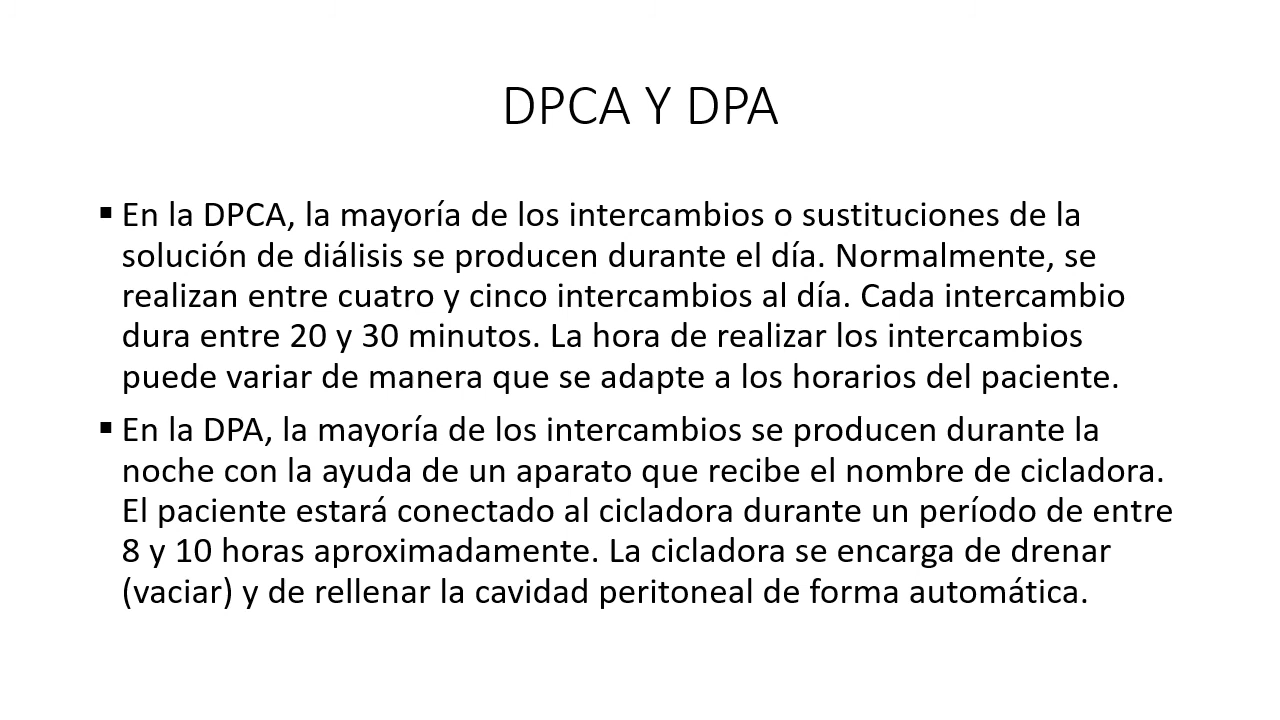 DPCA Y DPA
▪ En la DPCA, la mayoría de los intercambios o sustituciones de la
solución de diálisis se producen durante el día. Normalmente, se
realizan entre cuatro y cinco intercambios al día. Cada intercambio
dura entre 20 y 30 minutos. La hora de realizar los intercambios
puede variar de manera que se adapte a los horarios del paciente.
▪ En la DPA, la mayoría de los intercambios se producen durante la
noche con la ayuda de un aparato que recibe el nombre de cicladora.
El paciente estará conectado al cicladora durante un período de entre
8 y 10 horas aproximadamente. La cicladora se encarga de drenar
(vaciar) y de rellenar la cavidad peritoneal de forma automática.